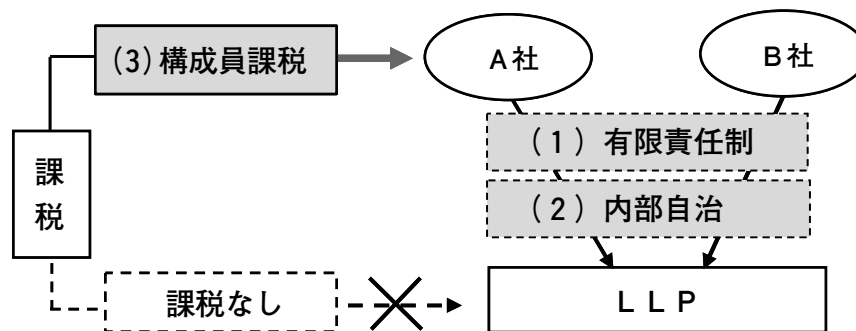 (3)構成員課税
A社
B社
(1)有限責任制
課税
(2)内部自治
課税なし
LLP